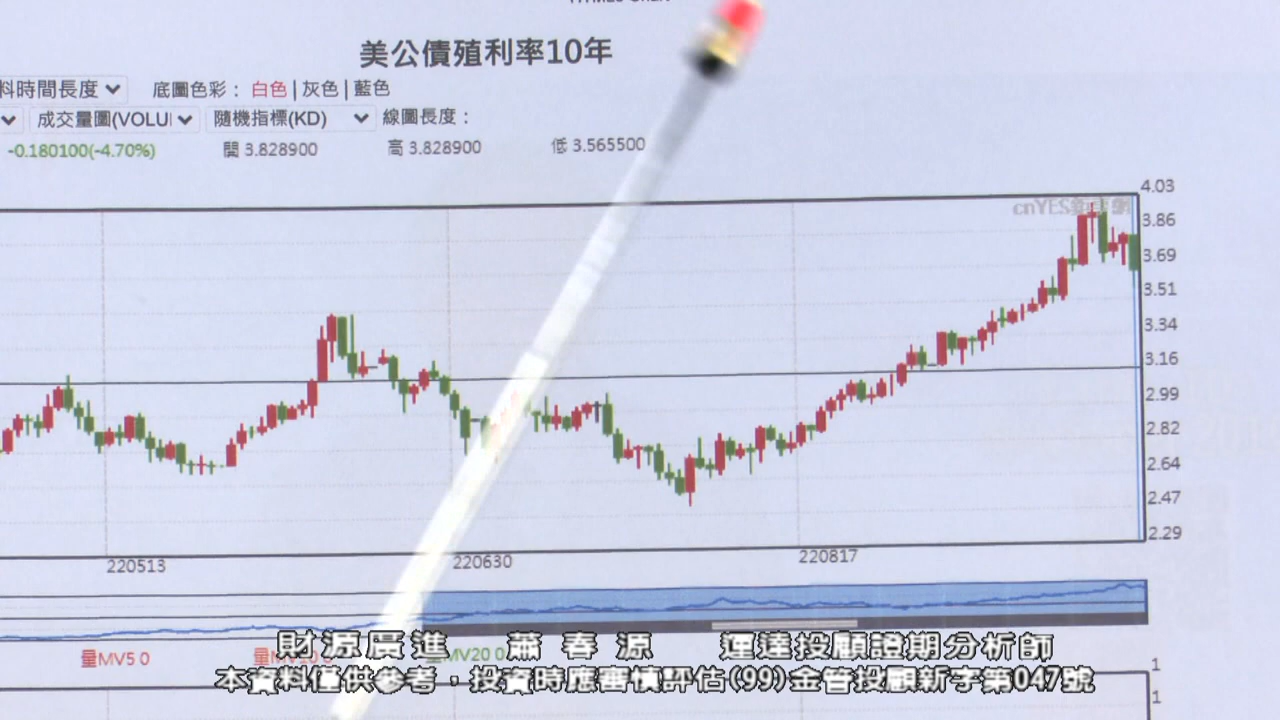 美公債殖利率10年
料時間長度 底圖色彩： 白色 | 灰色 | 藍色
成交量圖(VOLU 隨機指標(KD) 線圖長度：
-0.180100(-4.70%) 開 3.828900 高 3.828900 低 3.565500
4.03
cnYES
3.86
3.69
3.51
3.34
3.16
2.99
2.82
2.64
2.47
2.29
220513 220630 220817
財源廣進 蕭春源 運達投顧證期分析師
量MV5 0 MV20 0
1
本資料僅供參考，投資時應審慎評估(99)金管投顧新字第047號
1